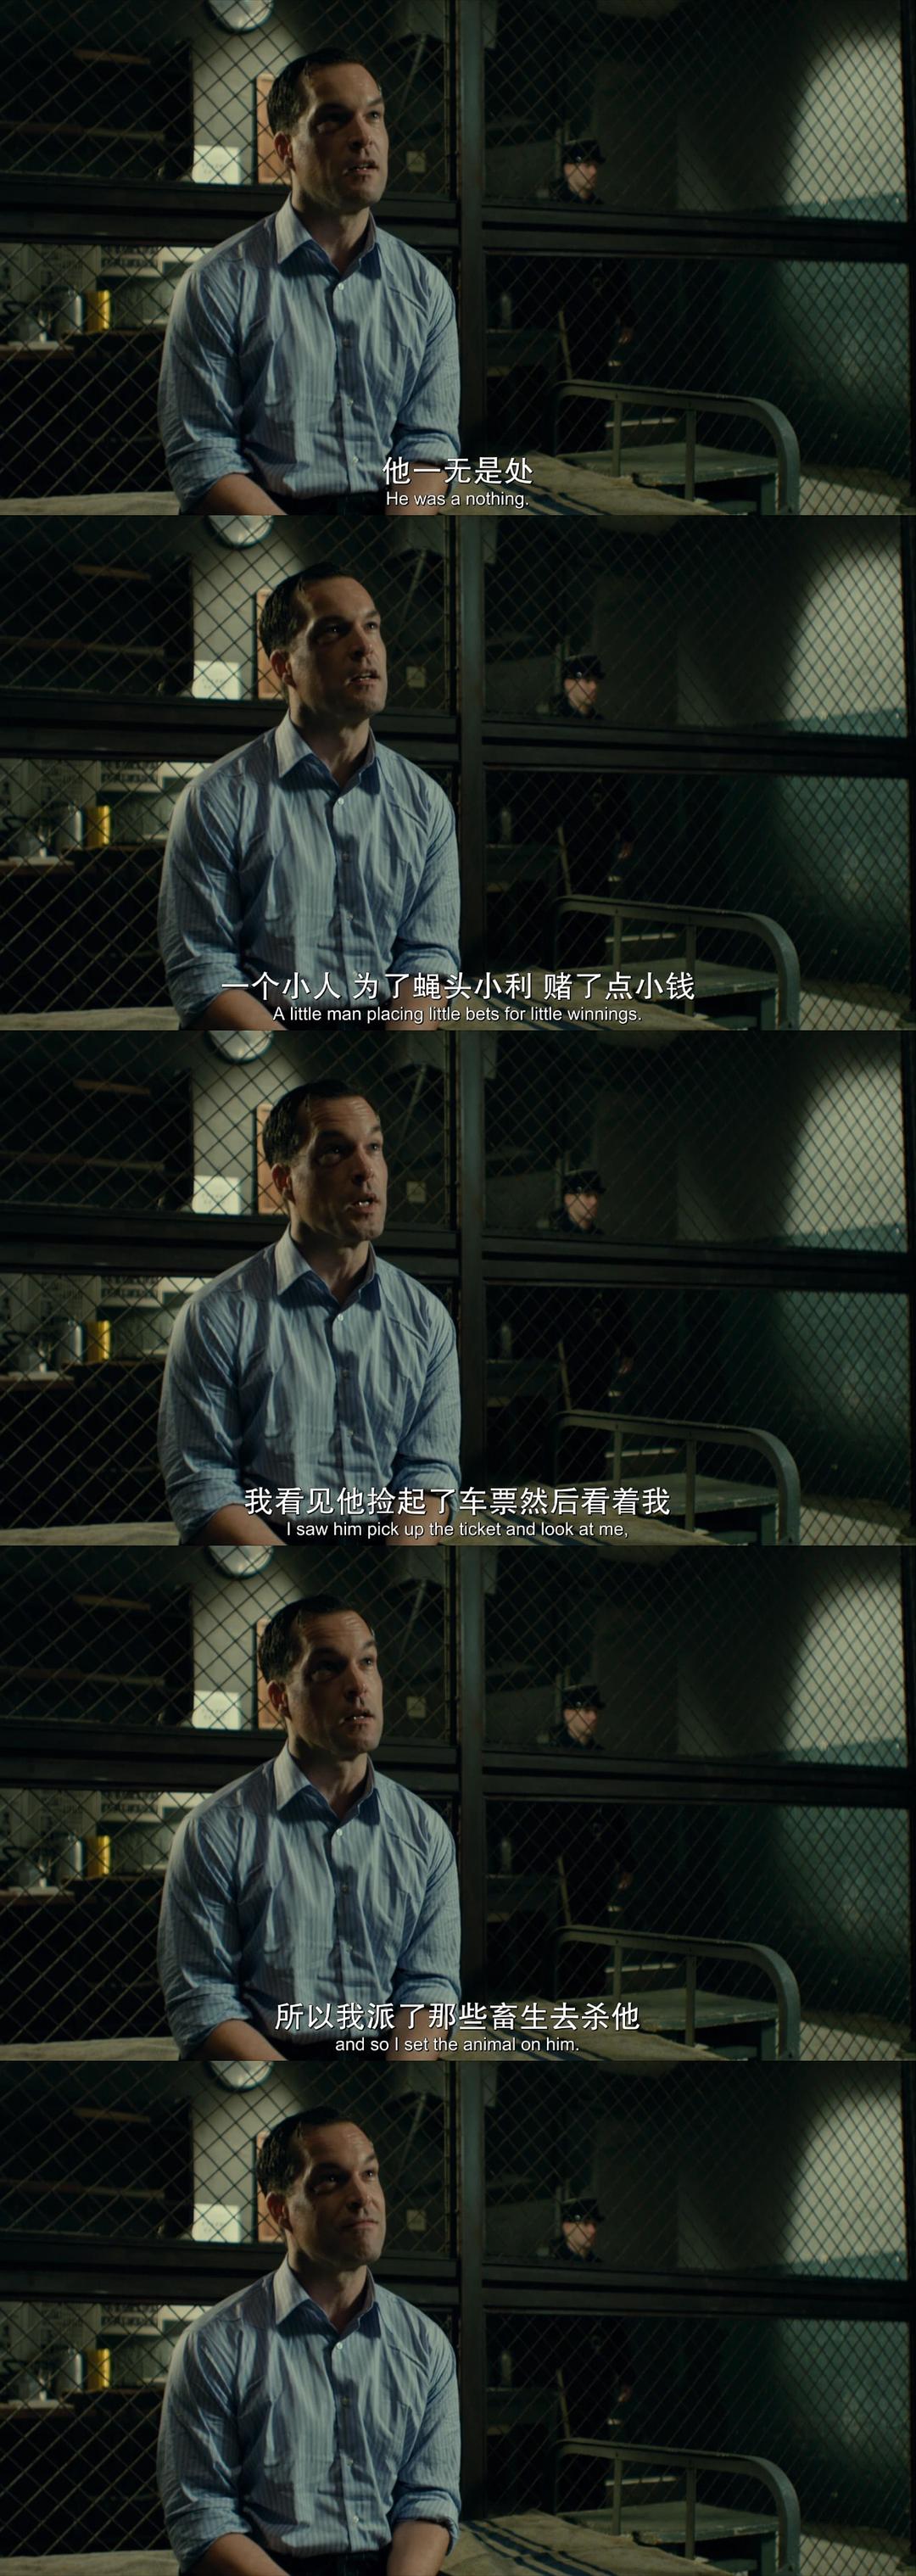 他一无是处
He was a nothing.
一个小人 为了蝇头小利 赌了点小钱
A little man placing little bets for little winnings.
我看见他捡起了车票然后看着我
I saw him pick up the ticket and look at me,
所以我派了那些畜生去杀他
and so I set the animal on him.